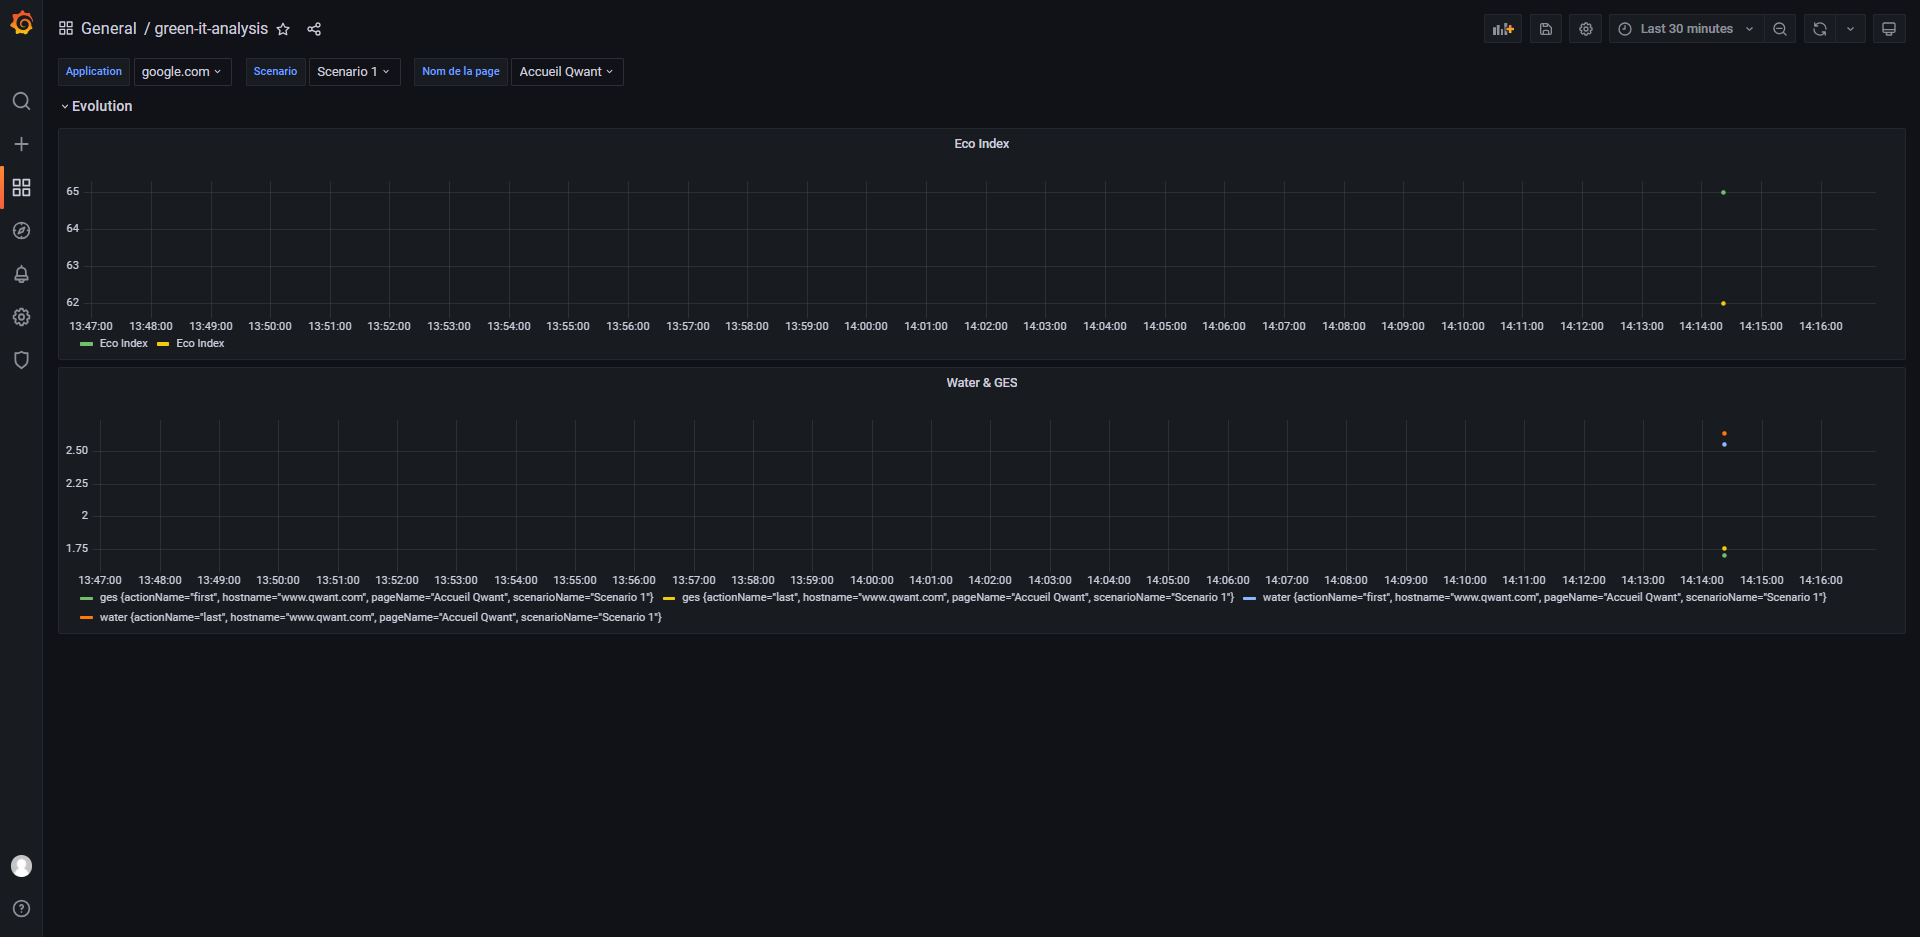 General / green-it-analysis
Last 30 minutes
Application google.com Scenario Scenario 1 Nom de la page Accueil Qwant
Evolution
Eco Index
65
64
63
62
13:47:00 13:48:00 13:49:00 13:50:00 13:51:00 13:52:00 13:53:00 13:54:00 13:55:00 13:56:00 13:57:00 13:58:00 13:59:00 14:00:00 14:01:00 14:02:00 14:03:00 14:04:00 14:05:00 14:06:00 14:07:00 14:08:00 14:09:00 14:10:00 14:11:00 14:12:00 14:13:00 14:14:00 14:15:00 14:16:00
Eco Index Eco Index
Water & GES
2.50
2.25
2
1.75
13:47:00 13:48:00 13:49:00 13:50:00 13:51:00 13:52:00 13:53:00 13:54:00 13:55:00 13:56:00 13:57:00 13:58:00 13:59:00 14:00:00 14:01:00 14:02:00 14:03:00 14:04:00 14:05:00 14:06:00 14:07:00 14:08:00 14:09:00 14:10:00 14:11:00 14:12:00 14:13:00 14:14:00 14:15:00 14:16:00
ges {actionName="first", hostname="www.qwant.com", pageName="Accueil Qwant", scenarioName="Scenario 1"} ges {actionName="last", hostname="www.qwant.com", pageName="Accueil Qwant", scenarioName="Scenario 1"} water {actionName="first", hostname="www.qwant.com", pageName="Accueil Qwant", scenarioName="Scenario 1"}
water {actionName="last", hostname="www.qwant.com", pageName="Accueil Qwant", scenarioName="Scenario 1"}